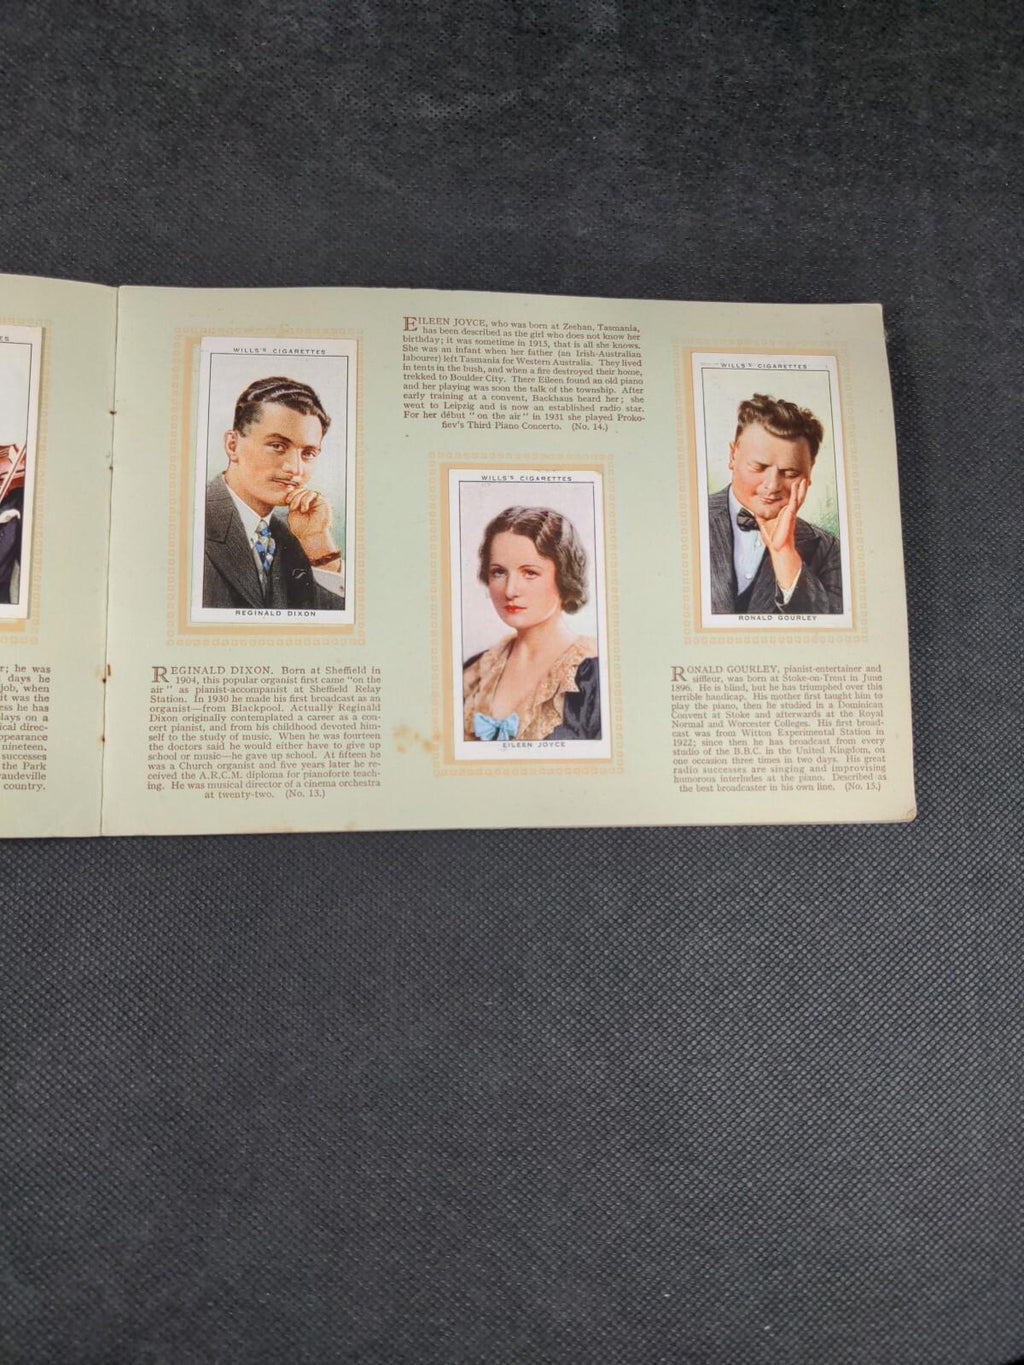 ES
r; he was
days he
job, when
it was the
ess he has
lays on a
ical direc-
ppearance
nineteen.
successes
the Park
vaudeville
country.
WILL'S CIGARETTES
REGINALD DIXON
REGINALD DIXON. Born at Sheffield in
1904, this popular organist first came "on the
air" as pianist-accompanist at Sheffield Relay
Station. In 1930 he made his first broadcast as an
organist—from Blackpool. Actually Reginald
Dixon originally contemplated a career as a con-
cert pianist, and from his childhood devoted him-
self to the study of music. When he was fourteen
the doctors said he would either have to give up
school or music—he gave up school. At fifteen he
was a Church organist and five years later he re-
ceived the A.R.C.M. diploma for pianoforte teach-
ing. He was musical director of a cinema orchestra
at twenty-two. (No. 13.)
EILEEN JOYCE, who was born at Zeehan, Tasmania,
has been described as the girl who does not know her
birthday; it was sometime in 1913, that is all she knows.
She was an infant when her father (an Irish-Australian
labourer) left Tasmania for Western Australia. They lived
in tents in the bush, and when a fire destroyed their home,
trekked to Boulder City. There Eileen found an old piano
and her playing was soon the talk of the township. After
early training at a convent, Backhaus heard her; she
went to Leipzig and is now an established radio star.
For her début "on the air" in 1931 she played Proko-
fiev's Third Piano Concerto. (No. 14.)
WILLS'S CIGARETTES
EILEEN JOYCE
WILLS'S CIGARETTES
RONALD GOURLEY
RONALD GOURLEY, pianist-entertainer and
siffleur, was born at Stoke-on-Trent in June
1896. He is blind, but he has triumphed over this
terrible handicap. His mother first taught him to
play the piano, then he studied in a Dominican
Convent at Stoke and afterwards at the Royal
Normal and Worcester Colleges. His first broad-
cast was from Witton Experimental Station in
1922; since then he has broadcast from every
studio of the B.B.C. in the United Kingdom, on
one occasion three times in two days. His great
radio successes are singing and improvising
humorous interludes at the piano. Described as
the best broadcaster in his own line. (No. 15.)